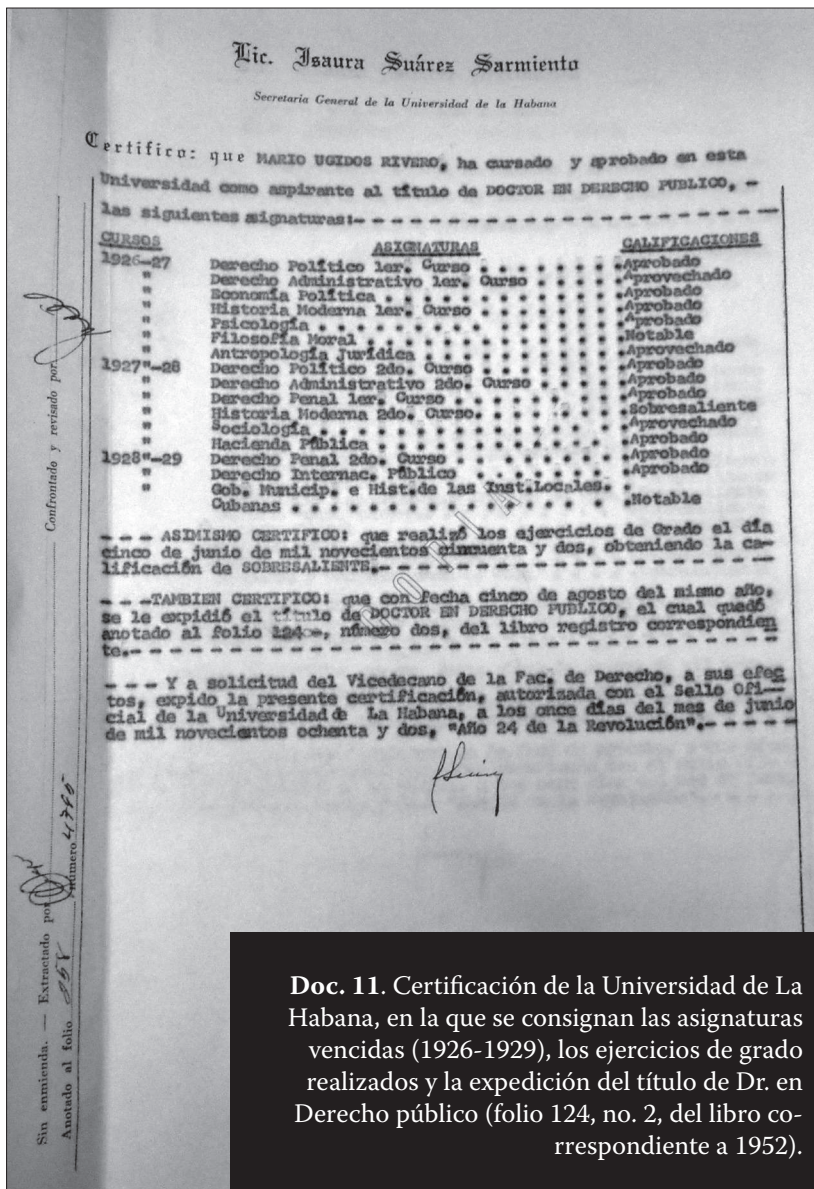 Lic. Isaura Suárez Sarmiento
Secretaria General de la Universidad de la Habana
Certifico: que MARIO UGIDOS RIVERO, ha cursado y aprobado en esta
Universidad como aspirante al título de DOCTOR EN DERECHO PUBLICO, -
las siguientes asignaturas:- - - - - - - - - - - - - - - - - - - - - -
CURSOS ASIGNATURAS CALIFICACIONES
1926-27 Derecho Político 1er. Curso . . . . . . . .Aprobado
" Derecho Administrativo 1er. Curso . . . . .Aprovechado
" Economía Política . . . . . . . . . . . .Aprobado
" Historia Moderna 1er. Curso . . . . . . . .Aprobado
" Psicología . . . . . . . . . . . . . . .Aprobado
" Filosofía Moral . . . . . . . . . . . . .Notable
" Antropología Jurídica . . . . . . . . . .Aprovechado
1927"-28 Derecho Político 2do. Curso . . . . . . . .Aprobado
" Derecho Administrativo 2do. Curso . . . . .Aprobado
" Derecho Penal 1er. Curso . . . . . . . . .Aprobado
" Historia Moderna 2do. Curso. . . . . . . .Sobresaliente
" Sociología . . . . . . . . . . . . . . .Aprovechado
" Hacienda Pública . . . . . . . . . . . .Aprobado
1928"-29 Derecho Penal 2do. Curso . . . . . . . . .Aprobado
" Derecho Internac. Público . . . . . . . .Aprobado
" Gob. Municip. e Hist.de las Inst.Locales. .
Cubanas . . . . . . . . . . . . . . . .Notable
- - - ASIMISMO CERTIFICO: que realizó los ejercicios de Grado el día
cinco de junio de mil novecientos cincuenta y dos, obteniendo la ca-
lificación de SOBRESALIENTE.- - - - - - - - - - - - - - - - - - - -
- - -TAMBIEN CERTIFICO: que con fecha cinco de agosto del mismo año,
se le expidió el título de DOCTOR EN DERECHO PUBLICO, el cual quedó
anotado al folio 124 -, número dos, del libro registro correspondien
te.- - - - - - - - - - - - - - - - - - - - - - - - - - - - - - - -
- - - Y a solicitud del Vicedecano de la Fac. de Derecho, a sus efec
tos, expido la presente certificación, autorizada con el Sello Ofi-
cial de la Universidad de La Habana, a los once días del mes de junio
de mil novecientos ochenta y dos, "Año 24 de la Revolución".- - - - -
COPIA
Confrontado y revisado por
Sin enmienda. — Extractado por
Anotado al folio 958 número 4795
Doc. 11. Certificación de la Universidad de La
Habana, en la que se consignan las asignaturas
vencidas (1926-1929), los ejercicios de grado
realizados y la expedición del título de Dr. en
Derecho público (folio 124, no. 2, del libro co-
rrespondiente a 1952).